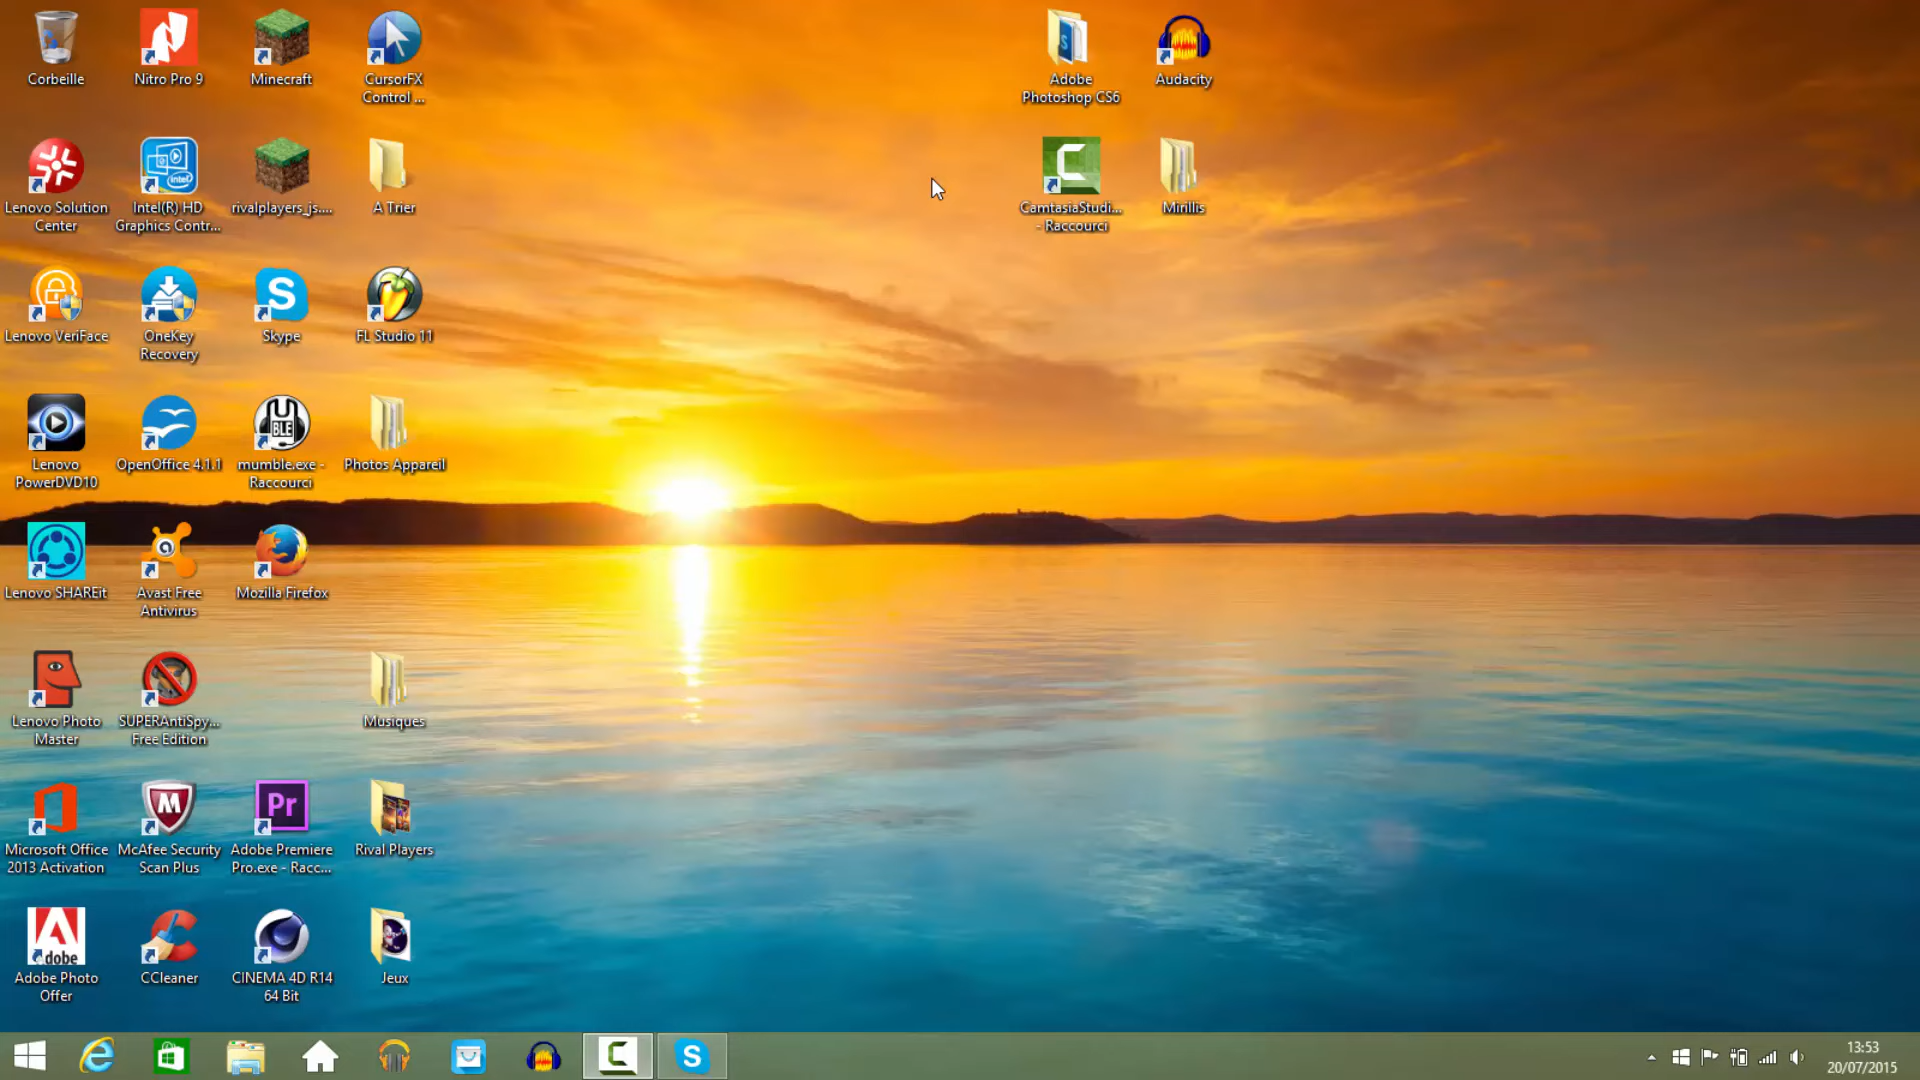 Corbeille
Nitro Pro 9
Minecraft
CursorFX
Control ...
Adobe
Photoshop CS6
Audacity
Lenovo Solution
Center
Intel(R) HD
Graphics Contr...
rivalplayers_js....
A Trier
CamtasiaStudi...
- Raccourci
Mirillis
Lenovo VeriFace
OneKey
Recovery
Skype
FL Studio 11
Lenovo
PowerDVD10
OpenOffice 4.1.1
mumble.exe -
Raccourci
Photos Appareil
Lenovo SHAREit
Avast Free
Antivirus
Mozilla Firefox
Lenovo Photo
Master
SUPERAntiSpy...
Free Edition
Musiques
Microsoft Office
2013 Activation
McAfee Security
Scan Plus
Pr
Adobe Premiere
Pro.exe - Racc...
Rival Players
Adobe
Adobe Photo
Offer
CCleaner
CINEMA 4D R14
64 Bit
Jeux
13:53
20/07/2015